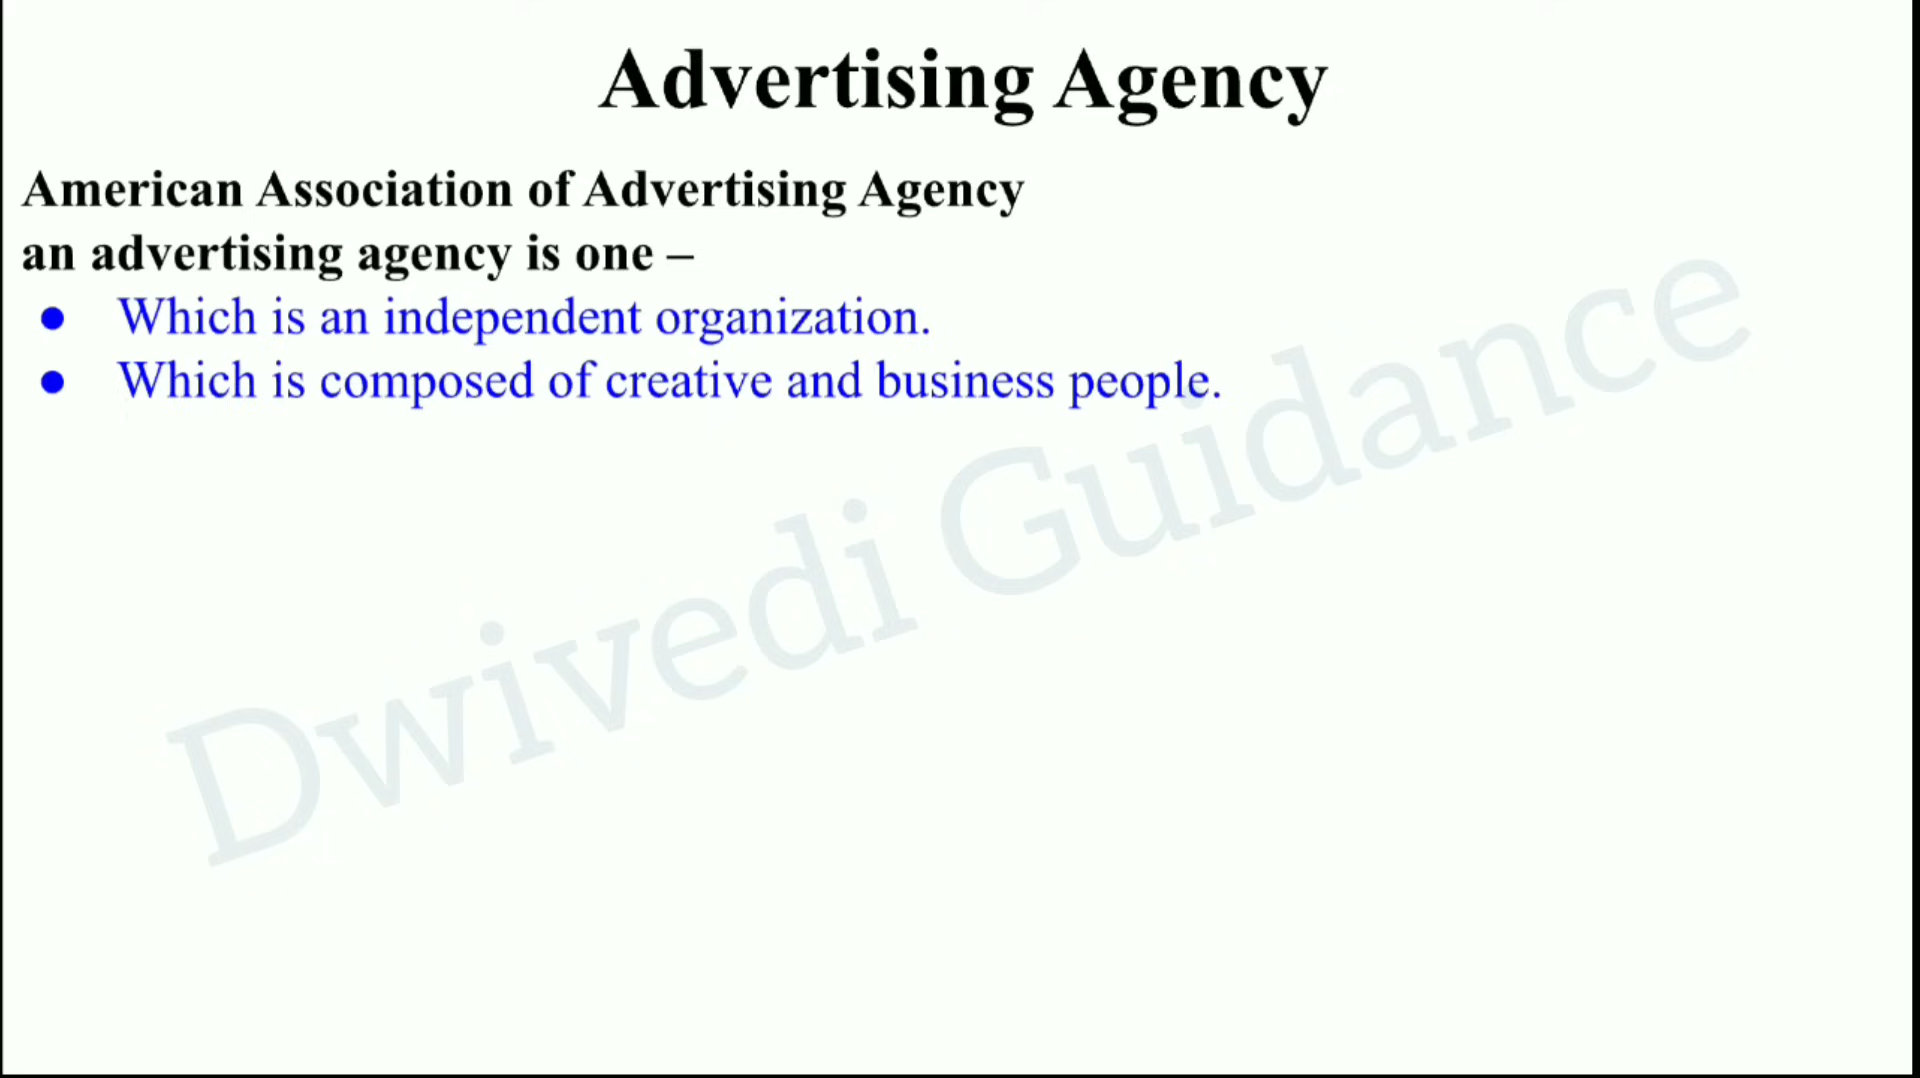 Advertising Agency
American Association of Advertising Agency
an advertising agency is one –
● Which is an independent organization.
● Which is composed of creative and business people.
Dwivedi Guidance